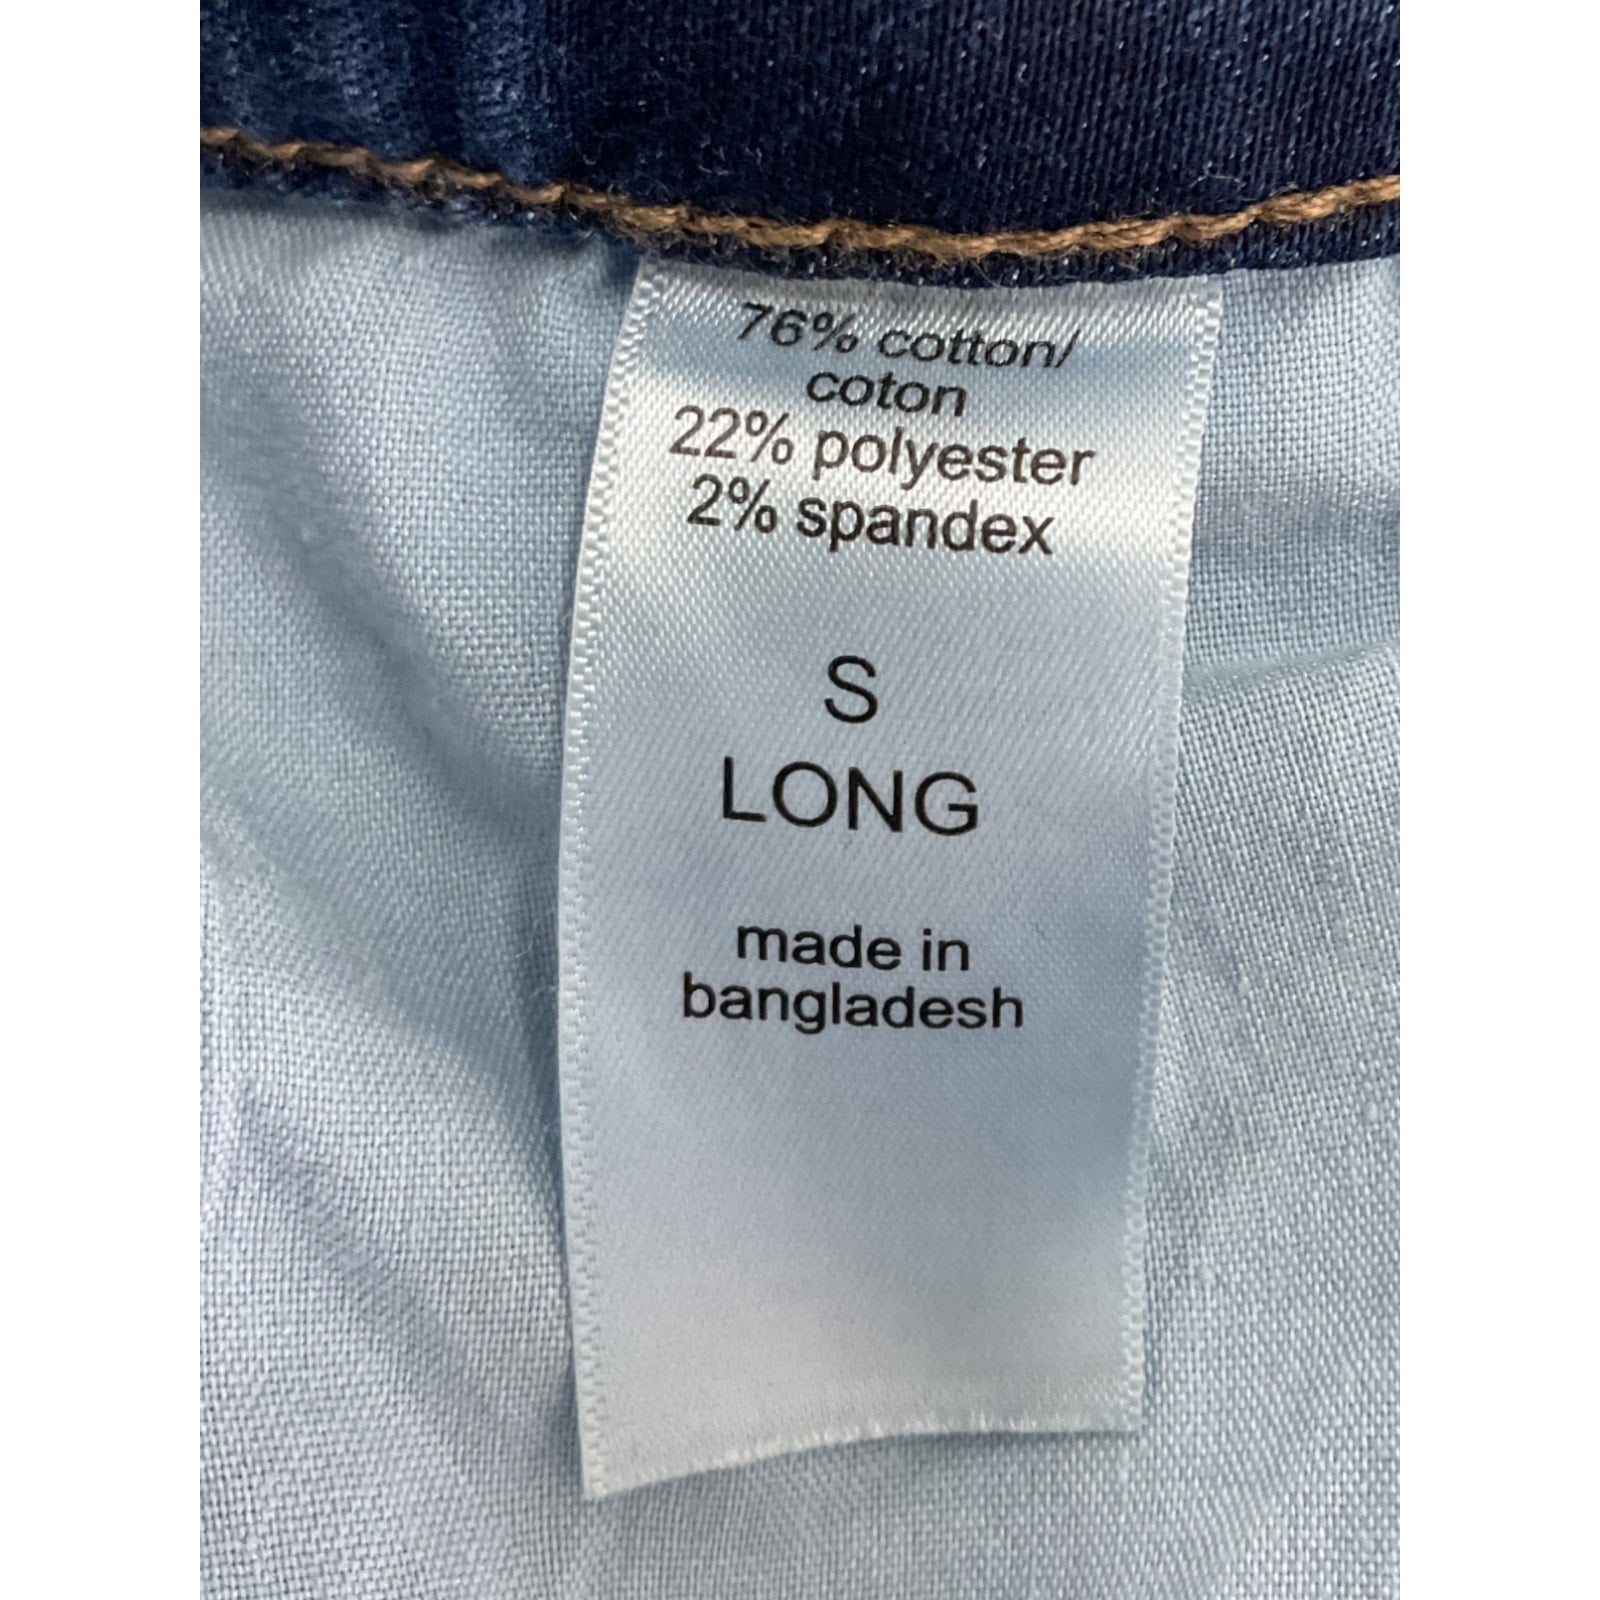 76% cotton/
coton
22% polyester
2% spandex
S
LONG
made in
bangladesh